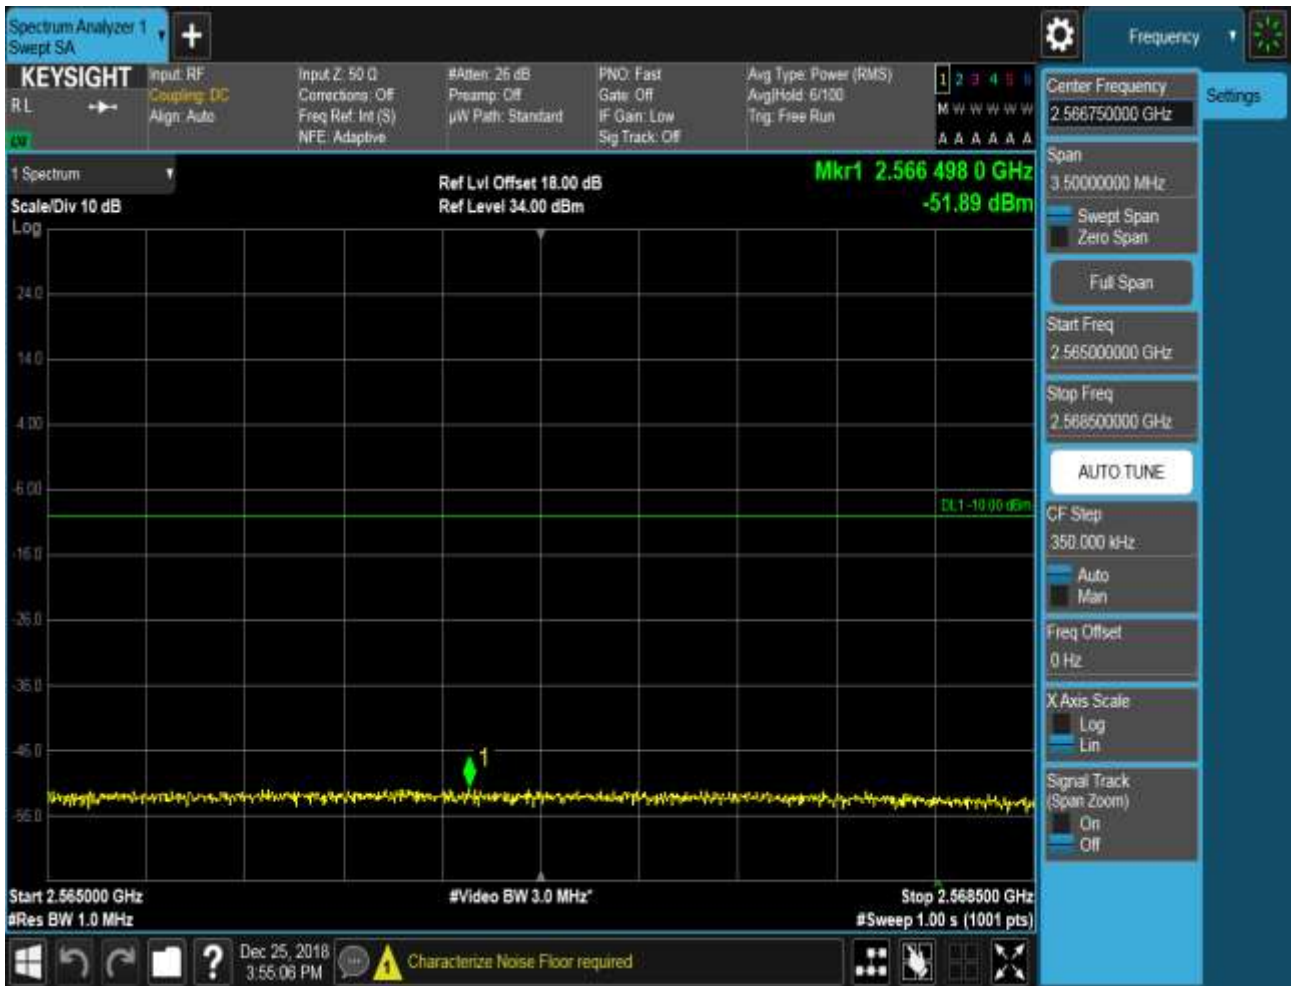 Spectrum Analyzer 1
Swept SA
Frequency
KEYSIGHT
Input: RF
Coupling: DC
Align: Auto
Input Z: 50 Ω
Corrections: Off
Freq Ref: Int (S)
NFE: Adaptive
#Atten: 26 dB
Preamp: Off
µW Path: Standard
PNO: Fast
Gate: Off
IF Gain: Low
Sig Track: Off
Avg Type: Power (RMS)
Avg|Hold: 6/100
Trig: Free Run
1 2 3 4 5 6
M W W W W W
A A A A A A
R L
1 Spectrum
Scale/Div 10 dB
Log
Ref Lvl Offset 18.00 dB
Ref Level 34.00 dBm
Mkr1 2.566 498 0 GHz
-51.89 dBm
24.0
14.0
4.00
-6.00
-16.0
-26.0
-36.0
-46.0
-56.0
DL1 -10.00 dBm
1
Start 2.565000 GHz
#Res BW 1.0 MHz
#Video BW 3.0 MHz*
Stop 2.568500 GHz
#Sweep 1.00 s (1001 pts)
Center Frequency
2.566750000 GHz
Settings
Span
3.50000000 MHz
Swept Span
Zero Span
Full Span
Start Freq
2.565000000 GHz
Stop Freq
2.568500000 GHz
AUTO TUNE
CF Step
350.000 kHz
Auto
Man
Freq Offset
0 Hz
X Axis Scale
Log
Lin
Signal Track
(Span Zoom)
On
Off
?
Dec 25, 2018
3:55:06 PM
1
Characterize Noise Floor required